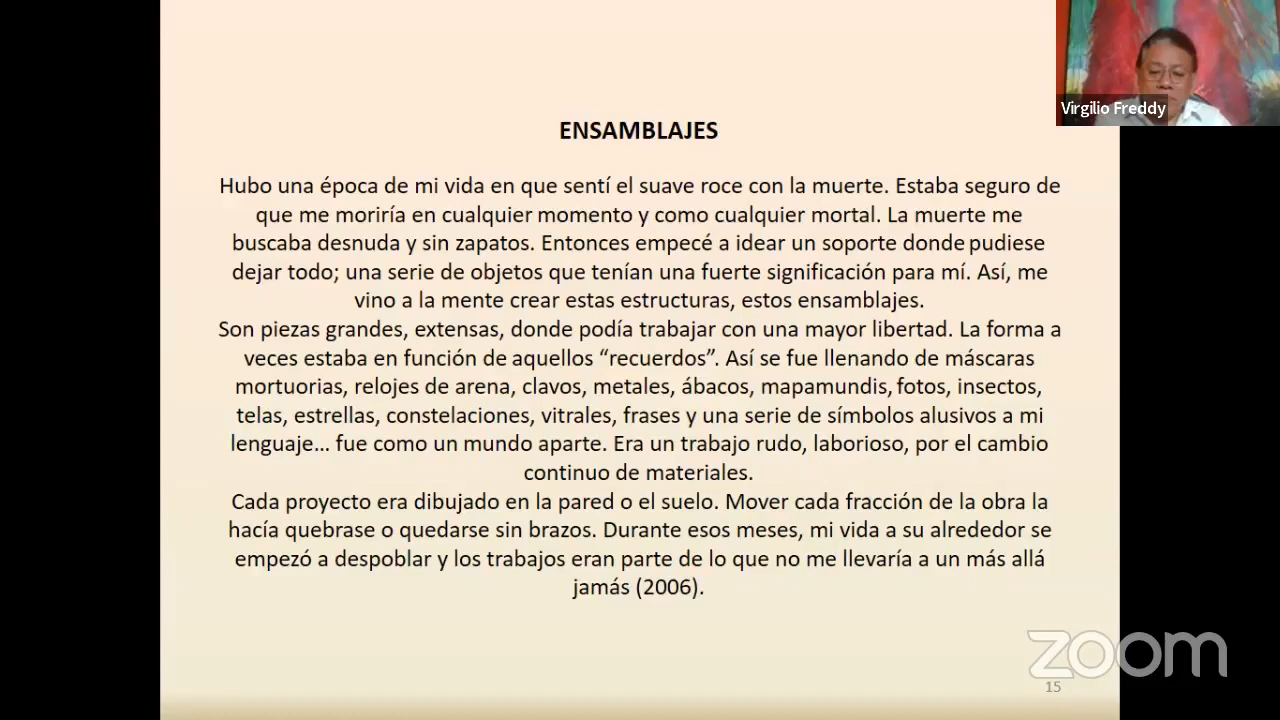 Virgilio Freddy
ENSAMBLAJES
Hubo una época de mi vida en que sentí el suave roce con la muerte. Estaba seguro de
que me moriría en cualquier momento y como cualquier mortal. La muerte me
buscaba desnuda y sin zapatos. Entonces empecé a idear un soporte donde pudiese
dejar todo; una serie de objetos que tenían una fuerte significación para mí. Así, me
vino a la mente crear estas estructuras, estos ensamblajes.
Son piezas grandes, extensas, donde podía trabajar con una mayor libertad. La forma a
veces estaba en función de aquellos “recuerdos”. Así se fue llenando de máscaras
mortuorias, relojes de arena, clavos, metales, ábacos, mapamundis, fotos, insectos,
telas, estrellas, constelaciones, vitrales, frases y una serie de símbolos alusivos a mi
lenguaje… fue como un mundo aparte. Era un trabajo rudo, laborioso, por el cambio
continuo de materiales.
Cada proyecto era dibujado en la pared o el suelo. Mover cada fracción de la obra la
hacía quebrase o quedarse sin brazos. Durante esos meses, mi vida a su alrededor se
empezó a despoblar y los trabajos eran parte de lo que no me llevaría a un más allá
jamás (2006).
zoom
15